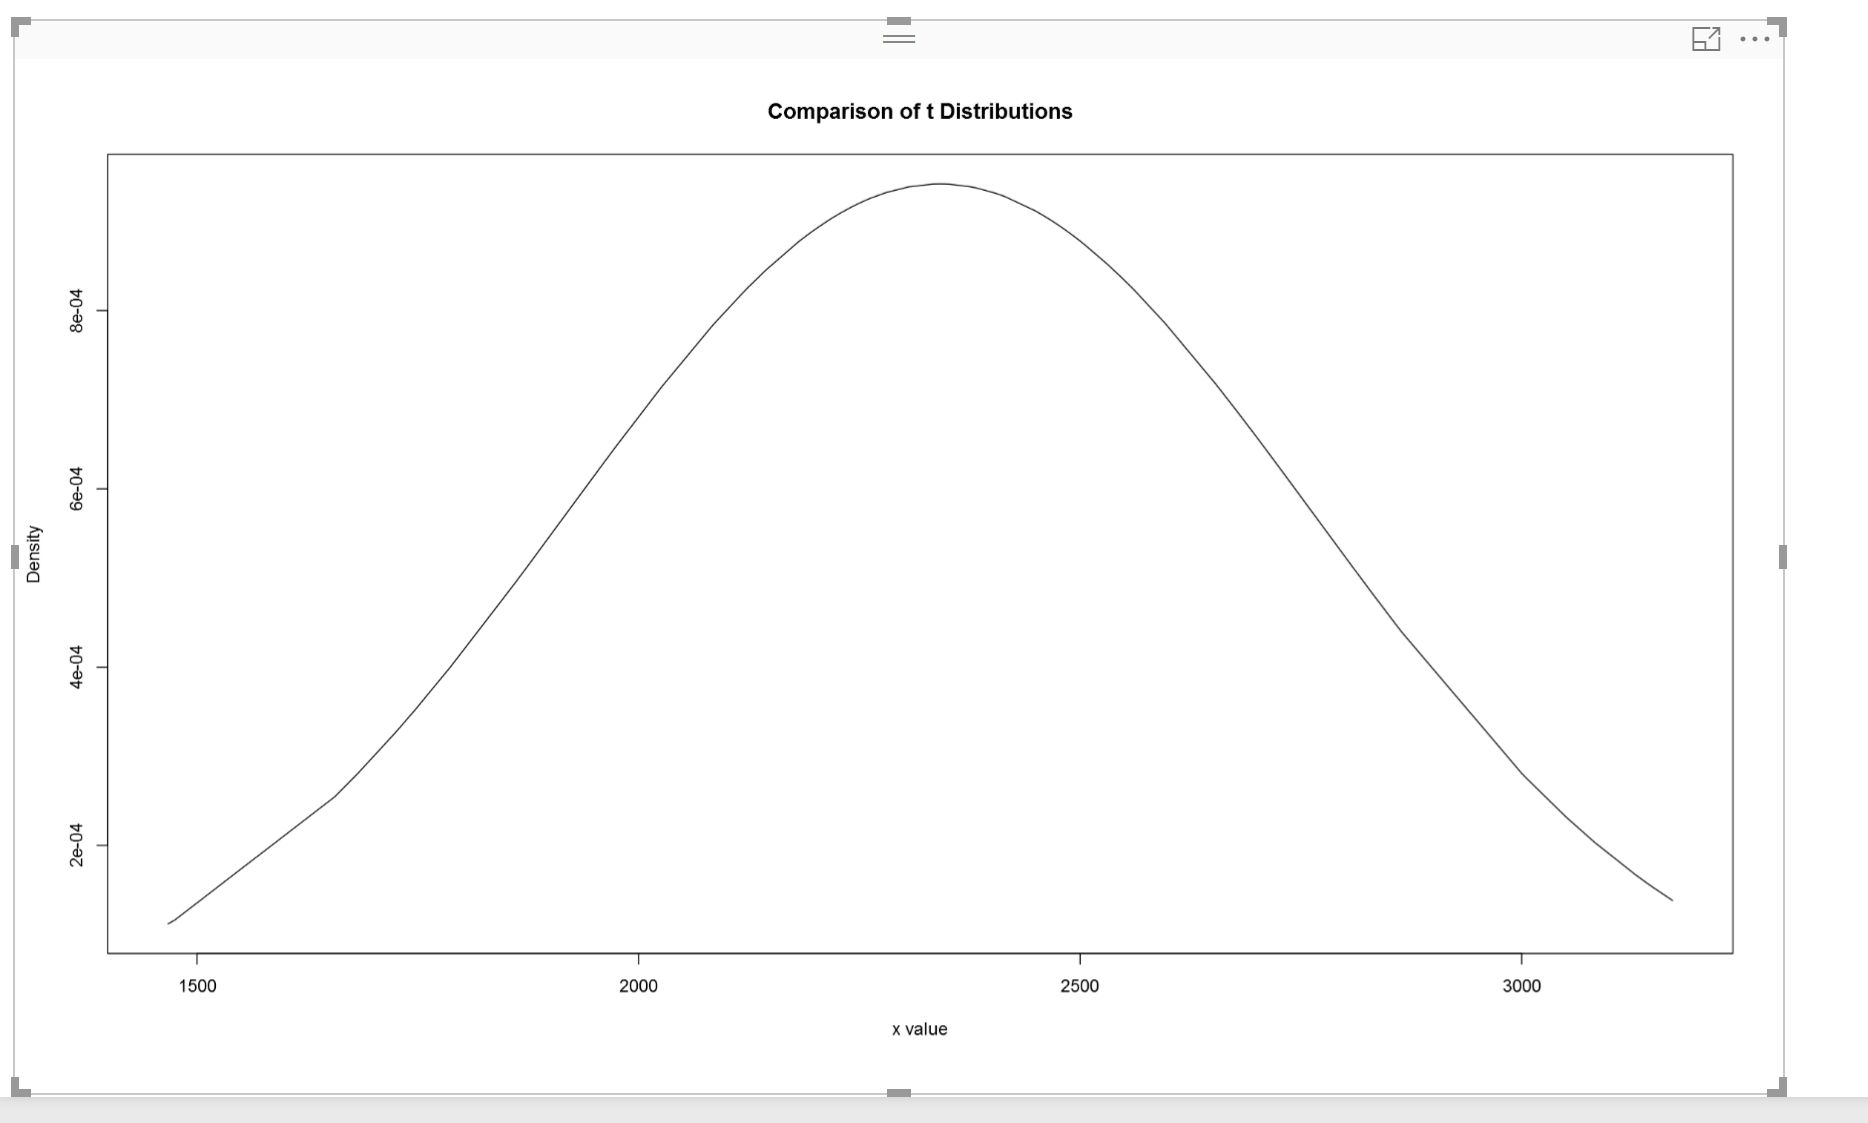 Comparison of t Distributions
8e-04
6e-04
4e-04
2e-04
Density
1500 2000 2500 3000
x value